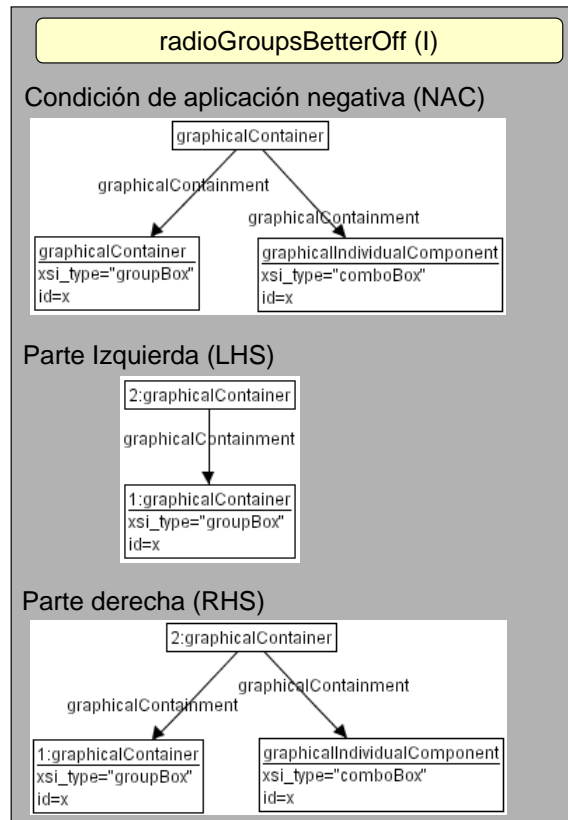 radioGroupsBetterOff (I)
Condición de aplicación negativa (NAC)
graphicalContainer
graphicalContainment
graphicalContainment
graphicalContainer
xsi_type="groupBox"
id=x
graphicalIndividualComponent
xsi_type="comboBox"
id=x
Parte Izquierda (LHS)
2:graphicalContainer
graphicalContainment
1:graphicalContainer
xsi_type="groupBox"
id=x
Parte derecha (RHS)
2:graphicalContainer
graphicalContainment
graphicalContainment
1:graphicalContainer
xsi_type="groupBox"
id=x
graphicalIndividualComponent
xsi_type="comboBox"
id=x